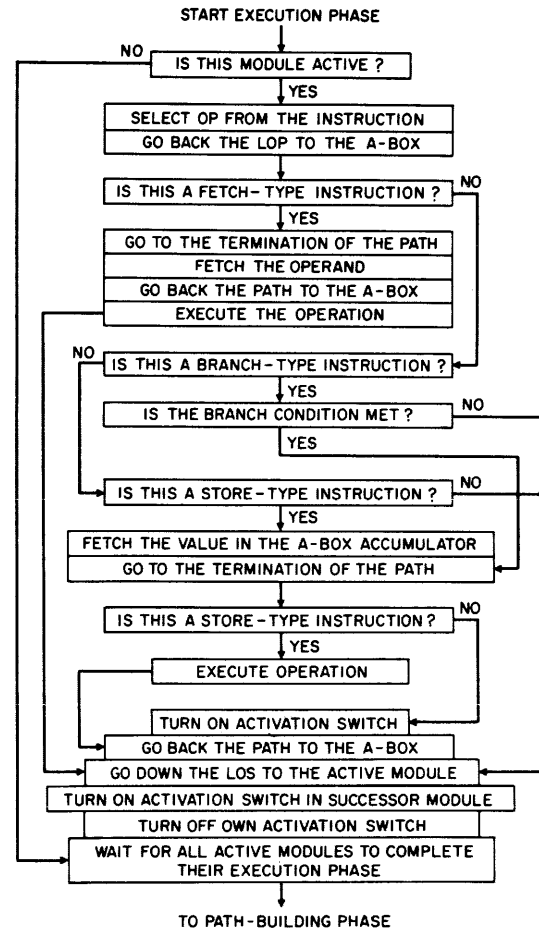 START EXECUTION PHASE
NO
IS THIS MODULE ACTIVE ?
YES
SELECT OP FROM THE INSTRUCTION
GO BACK THE LOP TO THE A-BOX
IS THIS A FETCH-TYPE INSTRUCTION ?
NO
YES
GO TO THE TERMINATION OF THE PATH
FETCH THE OPERAND
GO BACK THE PATH TO THE A-BOX
EXECUTE THE OPERATION
NO
IS THIS A BRANCH-TYPE INSTRUCTION ?
YES
IS THE BRANCH CONDITION MET ?
NO
YES
IS THIS A STORE-TYPE INSTRUCTION ?
NO
YES
FETCH THE VALUE IN THE A-BOX ACCUMULATOR
GO TO THE TERMINATION OF THE PATH
IS THIS A STORE-TYPE INSTRUCTION ?
NO
YES
EXECUTE OPERATION
TURN ON ACTIVATION SWITCH
GO BACK THE PATH TO THE A-BOX
GO DOWN THE LOS TO THE ACTIVE MODULE
TURN ON ACTIVATION SWITCH IN SUCCESSOR MODULE
TURN OFF OWN ACTIVATION SWITCH
WAIT FOR ALL ACTIVE MODULES TO COMPLETE
THEIR EXECUTION PHASE
TO PATH-BUILDING PHASE